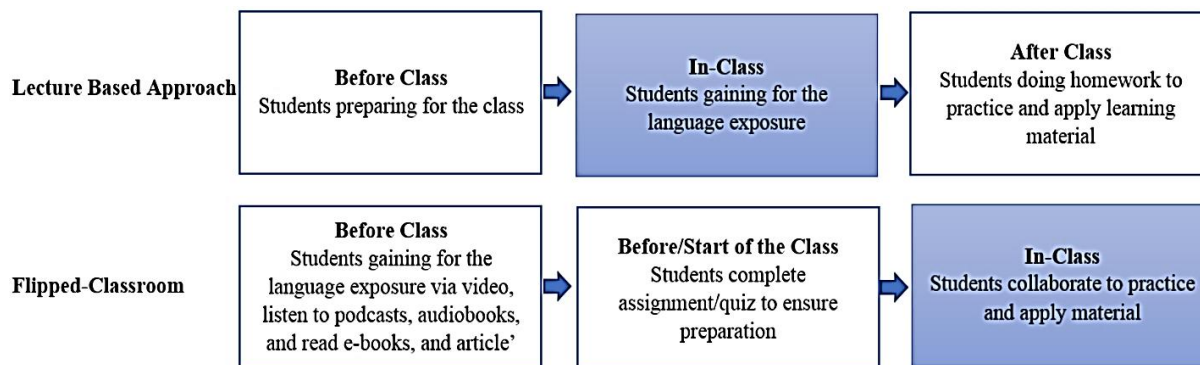 Lecture Based Approach
Before Class
Students preparing for the class
In-Class
Students gaining for the
language exposure
After Class
Students doing homework to
practice and apply learning
material
Flipped-Classroom
Before Class
Students gaining for the
language exposure via video,
listen to podcasts, audiobooks,
and read e-books, and article’
Before/Start of the Class
Students complete
assignment/quiz to ensure
preparation
In-Class
Students collaborate to practice
and apply material